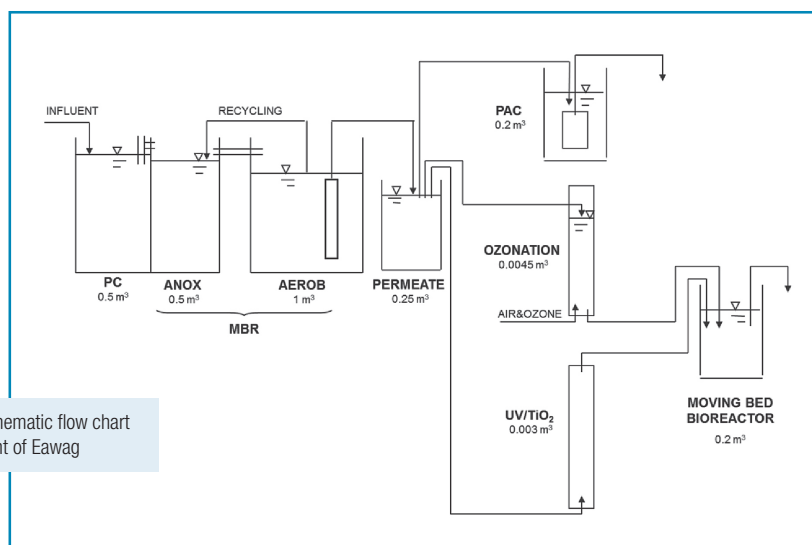 INFLUENT
RECYCLING
PAC
0.2 m³
PC
0.5 m³
ANOX
0.5 m³
AEROB
1 m³
MBR
PERMEATE
0.25 m³
OZONATION
0.0045 m³
AIR&OZONE
UV/TiO₂
0.003 m³
MOVING BED
BIOREACTOR
0.2 m³
flow chart
of Eawag